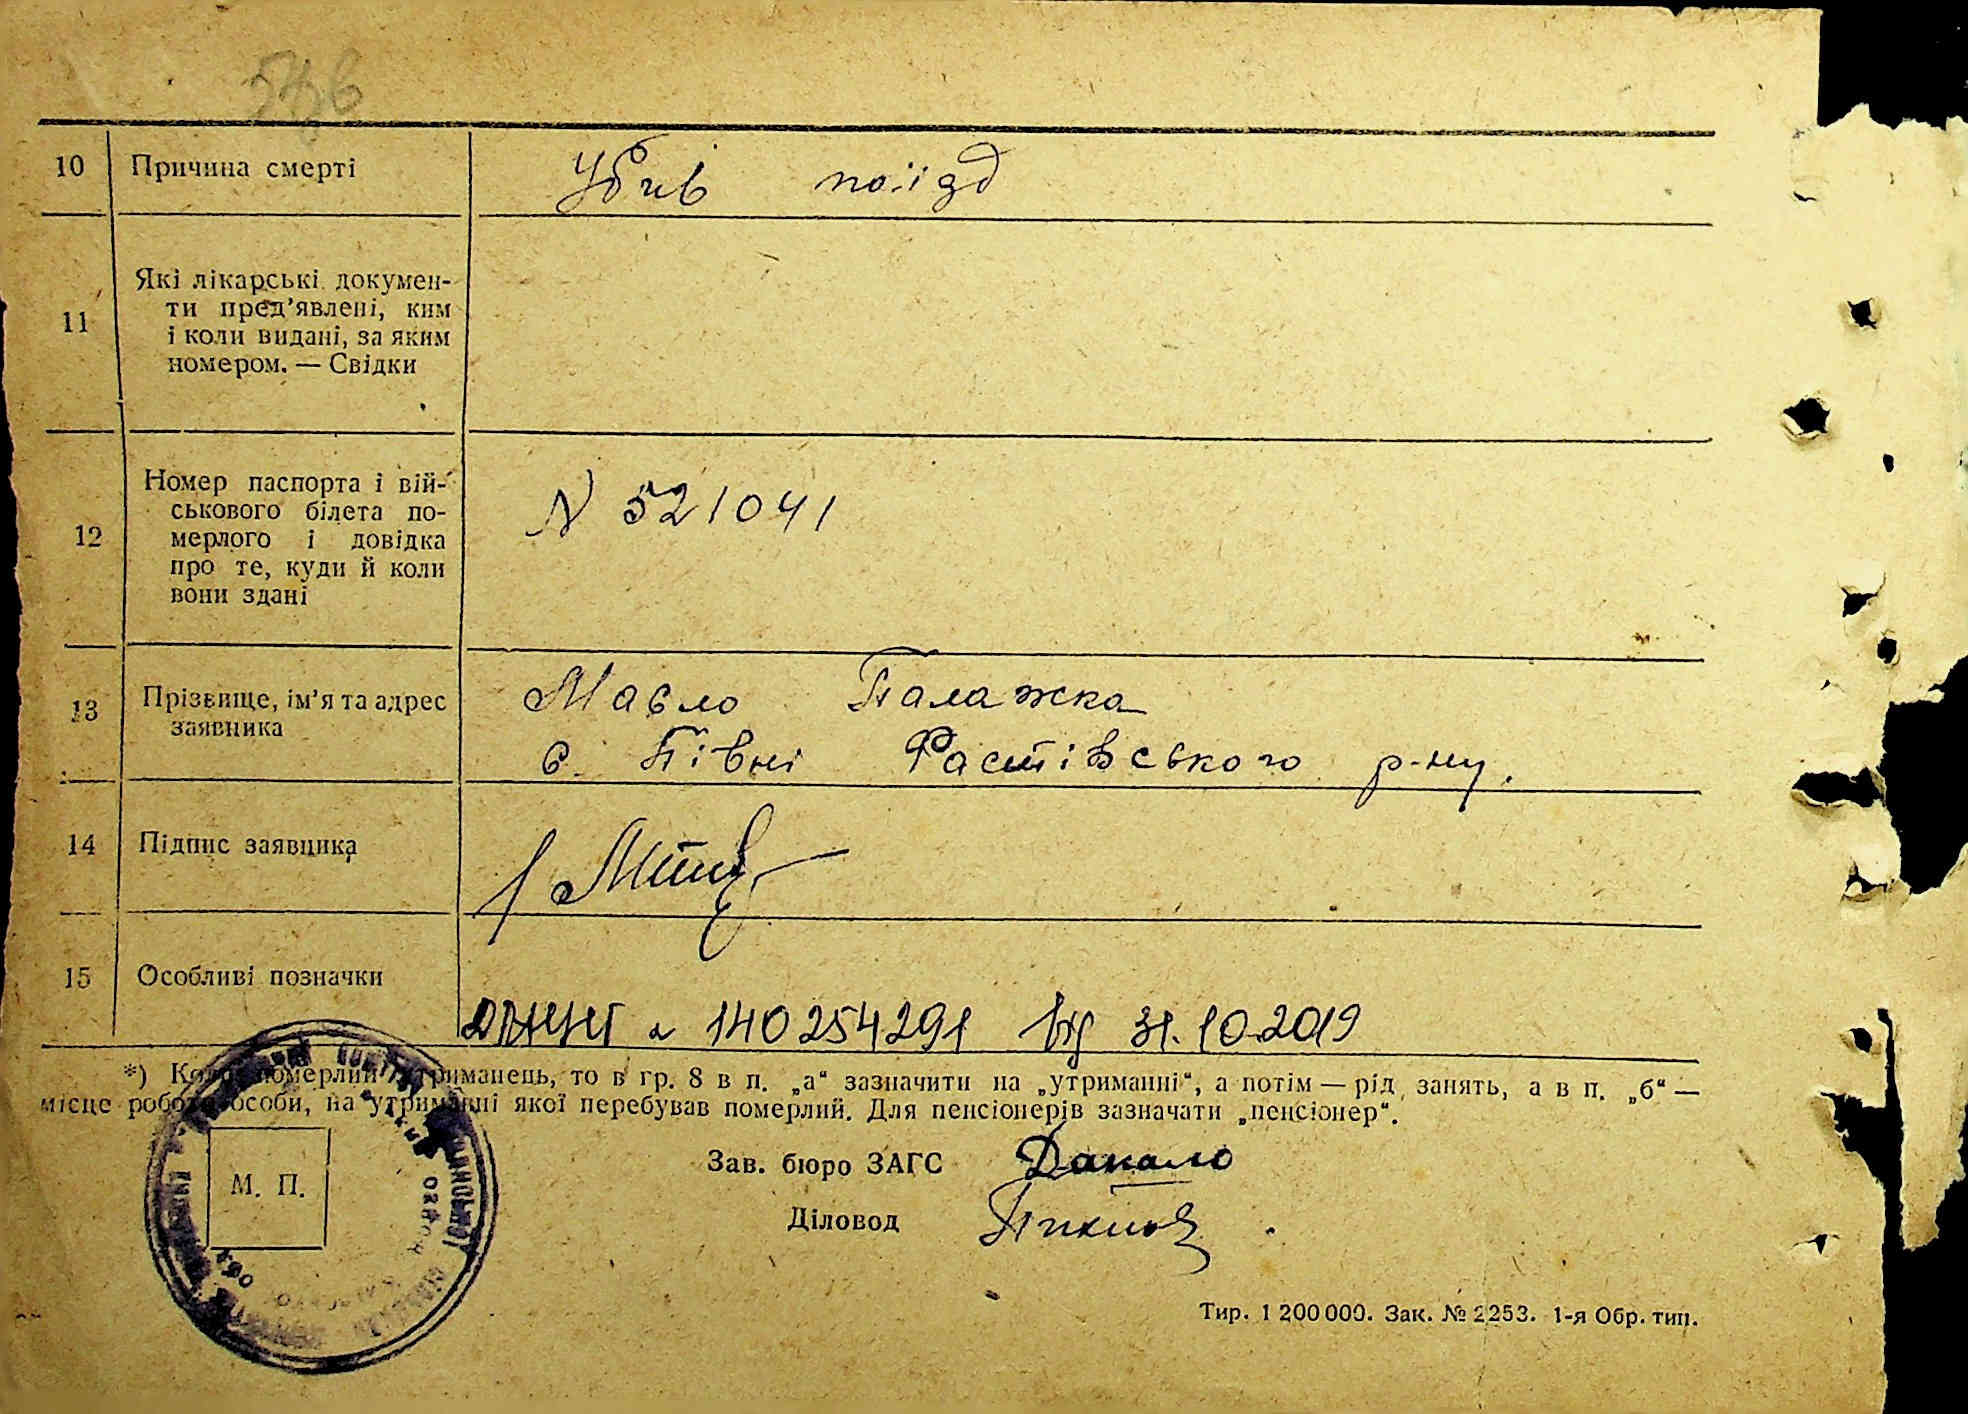 10 Причина смерті Убив поїзд
11 Які лікарські документи-
ти пред'явлені, ким
і коли видані, за яким
номером. — Свідки
12 Номер паспорта і вій-
ськового білета по-
мерлого і довідка
про те, куди й коли
вони здані
N 521041
13 Прізвище, ім'я та адрес
заявника
Масло Палажка
с. Півні Фастівського р-ну.
14 Підпис заявника
15 Особливі позначки
140254291 від 31.10.2019
*) Коли померлий утриманець, то в гр. 8 в п. „а“ зазначити на „утриманні“, а потім — рід занять, а в п. „б“ —
місце роботи особи, на утриманні якої перебував померлий. Для пенсіонерів зазначати „пенсіонер“.
М. П.
Зав. бюро ЗАГС
Діловод
Тир. 1 200 000. Зак. № 2253. 1-я Обр. тип.